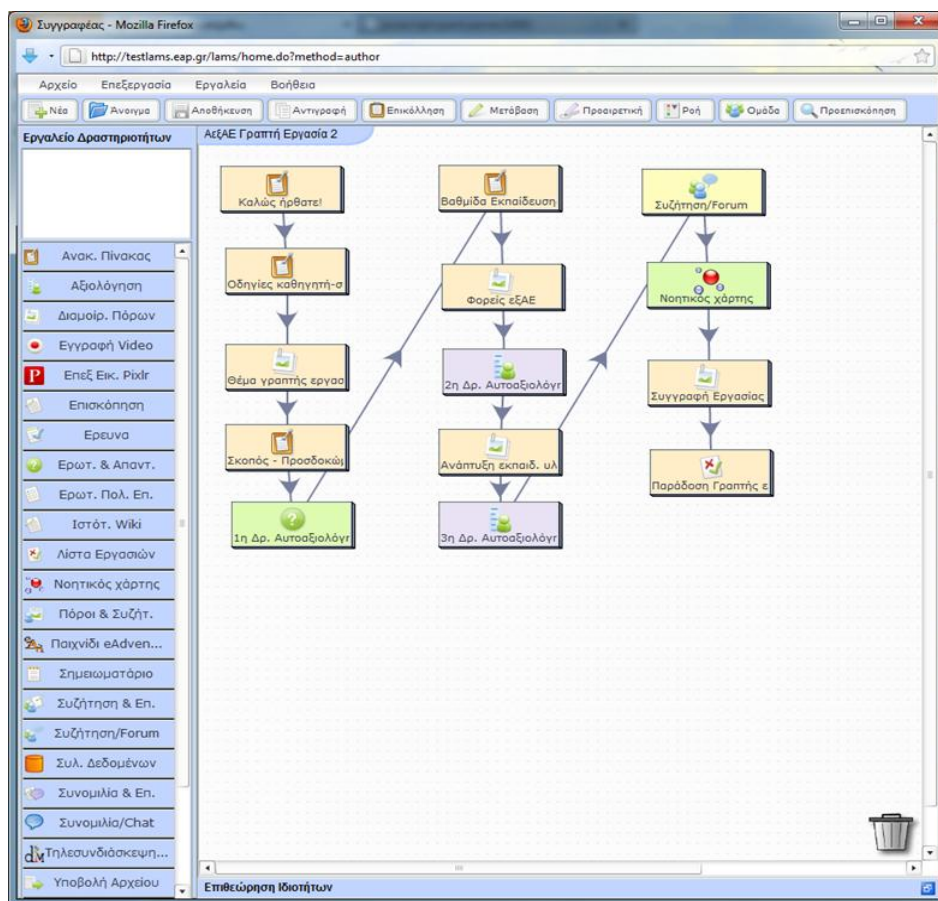 Συγγραφέας - Mozilla Firefox
http://testlams.eap.gr/lams/home.do?method=author
Αρχείο Επεξεργασία Εργαλεία Βοήθεια
Νέα Άνοιγμα Αποθήκευση Αντιγραφή Επικόλληση Μετάβαση Προαιρετική Ροή Ομάδα Προεπισκόπηση
Εργαλείο Δραστηριοτήτων
Ανακ. Πίνακας
Αξιολόγηση
Διαμοίρ. Πόρων
Εγγραφή Video
Επεξ Εικ. Pixlr
Επισκόπηση
Ερευνα
Ερωτ. & Απαντ.
Ερωτ. Πολ. Επ.
Ιστότ. Wiki
Λίστα Εργασιών
Νοητικός χάρτης
Πόροι & Συζήτ.
Παιχνίδι eAdven...
Σημειωματάριο
Συζήτηση & Επ.
Συζήτηση/Forum
Συλ. Δεδομένων
Συνομιλία & Επ.
Συνομιλία/Chat
Τηλεσυνδιάσκεψη...
Υποβολή Αρχείου
ΑεξΑΕ Γραπτή Εργασία 2
Καλώς ήρθατε!
Οδηγίες καθηγητή-σ
Θέμα γραπτής εργασ
Σκοπός - Προσδοκώμ
1η Δρ. Αυτοαξιολόγη
Βαθμίδα Εκπαίδευση
Φορείς εξΑΕ
2η Δρ. Αυτοαξιολόγη
Ανάπτυξη εκπαιδ. υλ
3η Δρ. Αυτοαξιολόγη
Συζήτηση/Forum
Νοητικός χάρτης
Συγγραφή Εργασίας
Παράδοση Γραπτής ε
Επιθεώρηση Ιδιοτήτων